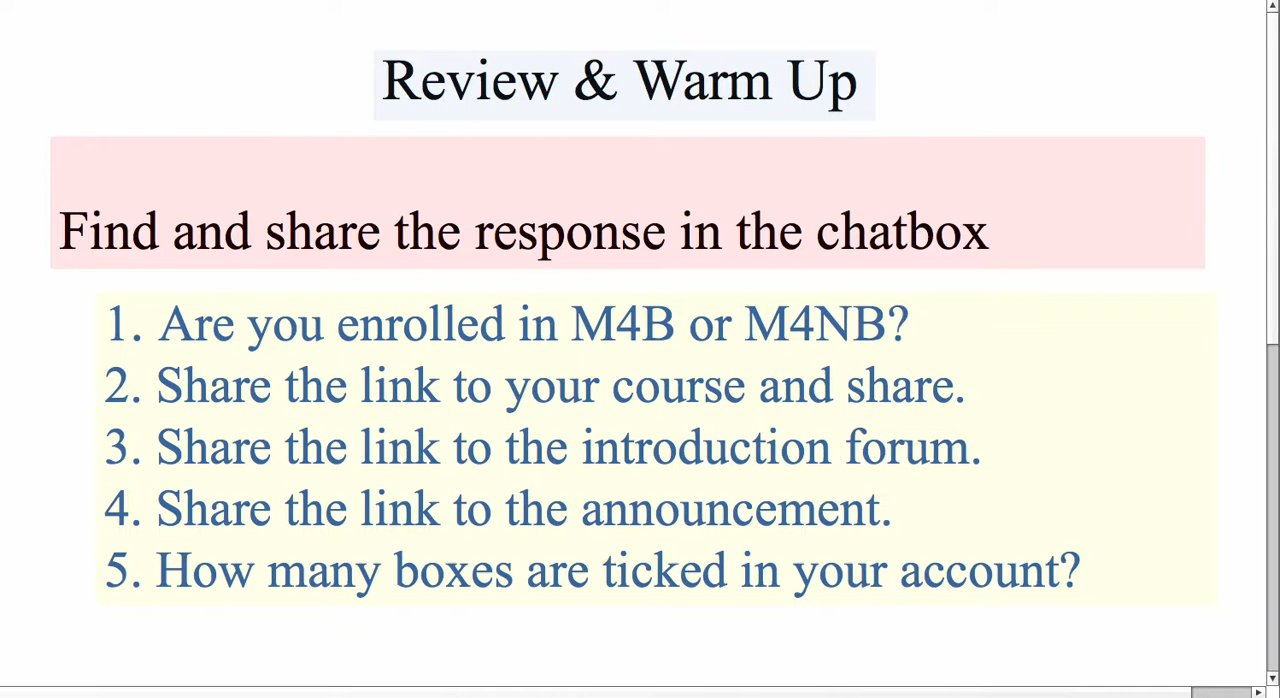 Review & Warm Up
Find and share the response in the chatbox
1. Are you enrolled in M4B or M4NB?
2. Share the link to your course and share.
3. Share the link to the introduction forum.
4. Share the link to the announcement.
5. How many boxes are ticked in your account?